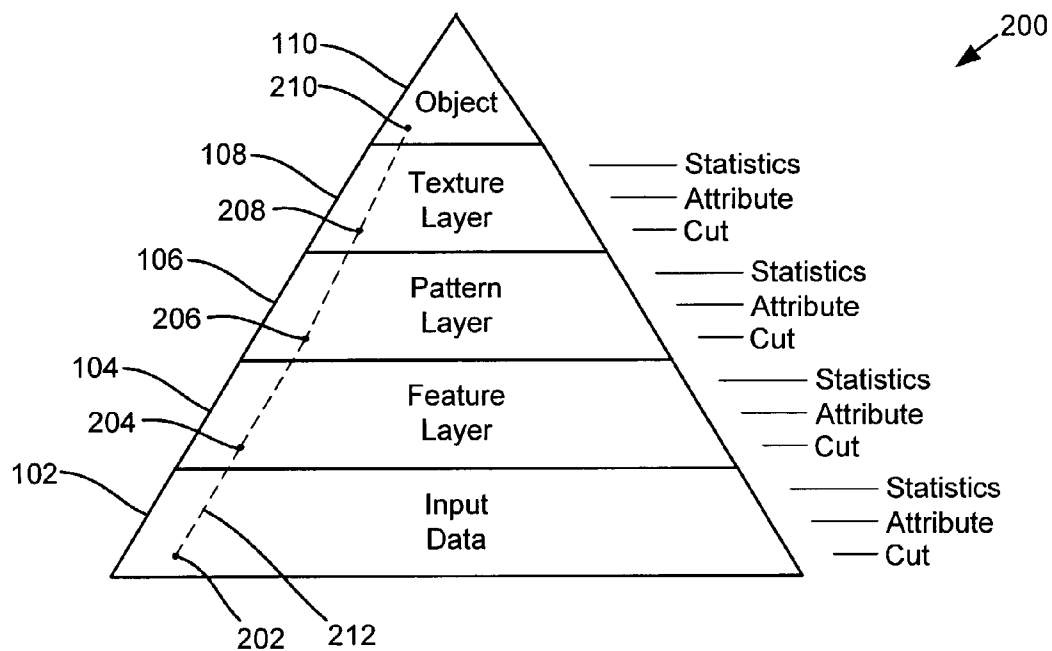 200
110
210
Object
108
208
Texture
Layer
Statistics
Attribute
Cut
106
206
Pattern
Layer
Statistics
Attribute
Cut
104
204
Feature
Layer
Statistics
Attribute
Cut
102
Input
Data
Statistics
Attribute
Cut
202
212